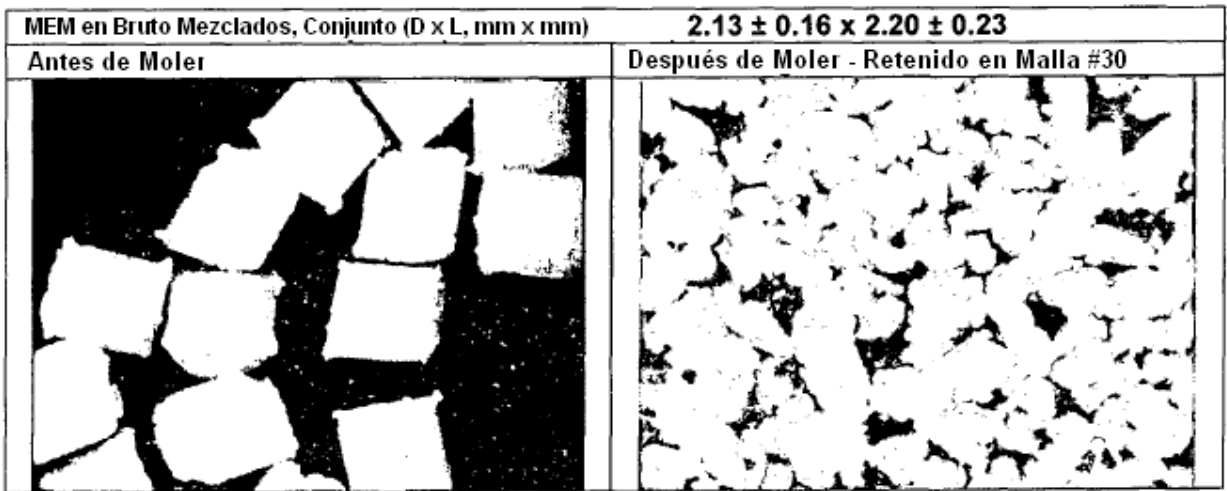 MEM en Bruto Mezclados, Conjunto (D x L, mm x mm) 2.13 ± 0.16 x 2.20 ± 0.23
Antes de Moler Después de Moler - Retenido en Malla #30